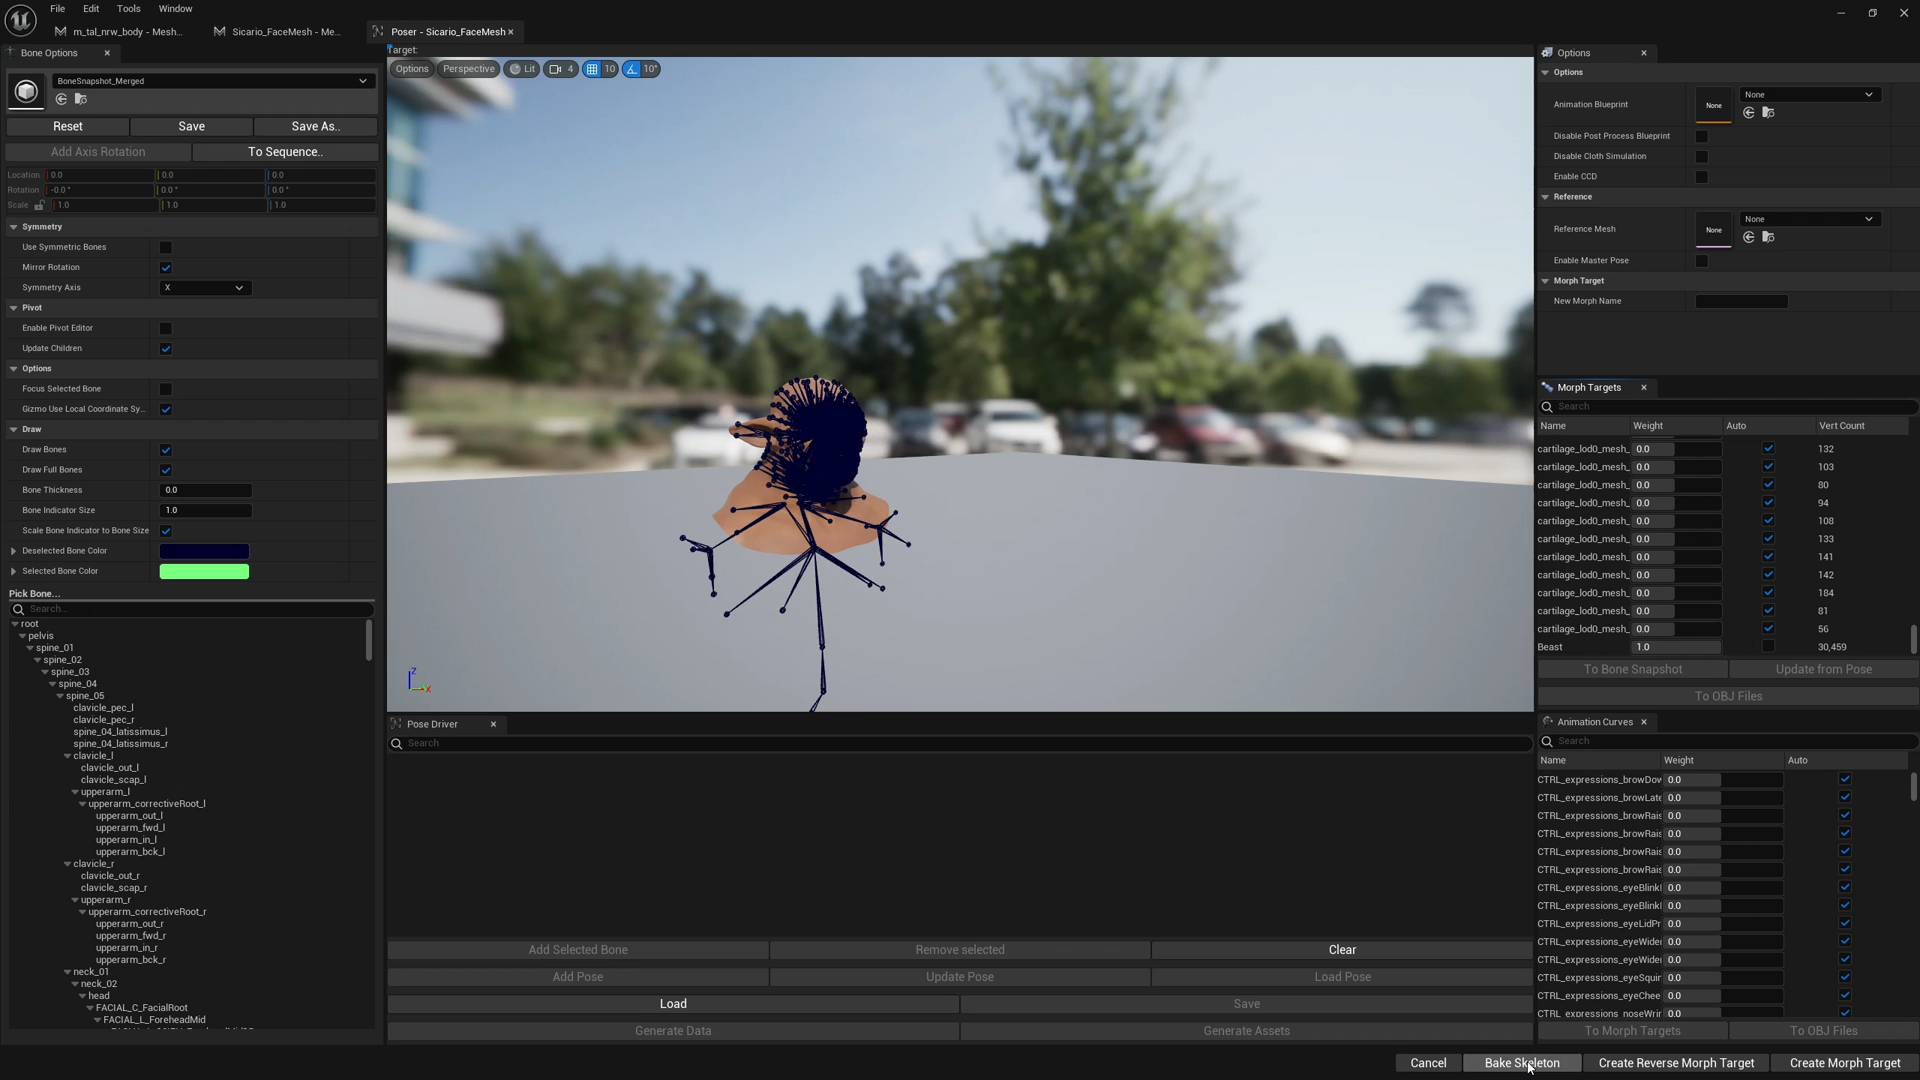 File Edit Tools Window
m_tal_nrw_body - Mesh... Sicario_FaceMesh - Me... Poser - Sicario_FaceMesh
Bone Options
BoneSnapshot_Merged
Reset Save Save As..
Add Axis Rotation To Sequence..
Location 0.0 0.0 0.0
Rotation -0.0 ° 0.0 ° 0.0 °
Scale 1.0 1.0 1.0
Symmetry
Use Symmetric Bones
Mirror Rotation
Symmetry Axis X
Pivot
Enable Pivot Editor
Update Children
Options
Focus Selected Bone
Gizmo Use Local Coordinate Sy...
Draw
Draw Bones
Draw Full Bones
Bone Thickness 0.0
Bone Indicator Size 1.0
Scale Bone Indicator to Bone Size
Deselected Bone Color
Selected Bone Color
Pick Bone...
Search...
root
pelvis
spine_01
spine_02
spine_03
spine_04
spine_05
clavicle_pec_l
clavicle_pec_r
spine_04_latissimus_l
spine_04_latissimus_r
clavicle_l
clavicle_out_l
clavicle_scap_l
upperarm_l
upperarm_correctiveRoot_l
upperarm_out_l
upperarm_fwd_l
upperarm_in_l
upperarm_bck_l
clavicle_r
clavicle_out_r
clavicle_scap_r
upperarm_r
upperarm_correctiveRoot_r
upperarm_out_r
upperarm_fwd_r
upperarm_in_r
upperarm_bck_r
neck_01
neck_02
head
FACIAL_C_FacialRoot
FACIAL_L_ForeheadMid
Target:
Options Perspective Lit 4 10 10°
Z
X
Pose Driver
Search
Add Selected Bone Remove selected Clear
Add Pose Update Pose Load Pose
Load Save
Generate Data Generate Assets
Options
Options
Animation Blueprint None None
Disable Post Process Blueprint
Disable Cloth Simulation
Enable CCD
Reference
Reference Mesh None None
Enable Master Pose
Morph Target
New Morph Name
Morph Targets
Search
Name Weight Auto Vert Count
cartilage_lod0_mesh_ 0.0 132
cartilage_lod0_mesh_ 0.0 103
cartilage_lod0_mesh_ 0.0 80
cartilage_lod0_mesh_ 0.0 94
cartilage_lod0_mesh_ 0.0 108
cartilage_lod0_mesh_ 0.0 133
cartilage_lod0_mesh_ 0.0 141
cartilage_lod0_mesh_ 0.0 142
cartilage_lod0_mesh_ 0.0 184
cartilage_lod0_mesh_ 0.0 81
cartilage_lod0_mesh_ 0.0 56
Beast 1.0 30,459
To Bone Snapshot Update from Pose
To OBJ Files
Animation Curves
Search
Name Weight Auto
CTRL_expressions_browDov 0.0
CTRL_expressions_browLate 0.0
CTRL_expressions_browRais 0.0
CTRL_expressions_browRais 0.0
CTRL_expressions_browRais 0.0
CTRL_expressions_browRais 0.0
CTRL_expressions_eyeBlinkl 0.0
CTRL_expressions_eyeBlinkl 0.0
CTRL_expressions_eyeLidPr 0.0
CTRL_expressions_eyeWider 0.0
CTRL_expressions_eyeWider 0.0
CTRL_expressions_eyeSquir 0.0
CTRL_expressions_eyeChee 0.0
CTRL_expressions_noseWrir 0.0
To Morph Targets To OBJ Files
Cancel Bake Skeleton Create Reverse Morph Target Create Morph Target